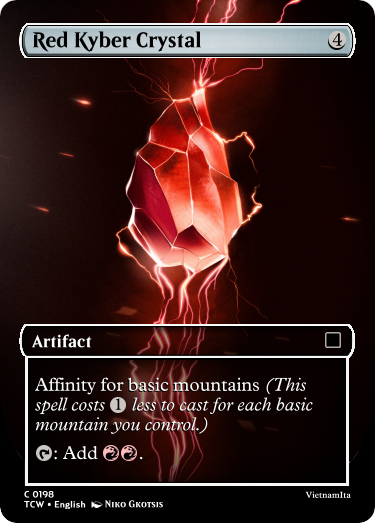 Red Kyber Crystal 4
Artifact
Affinity for basic mountains (This
spell costs 1 less to cast for each basic
mountain you control.)
: Add .
C 0198
TCW • English Niko Gkotsis
VietnamIta